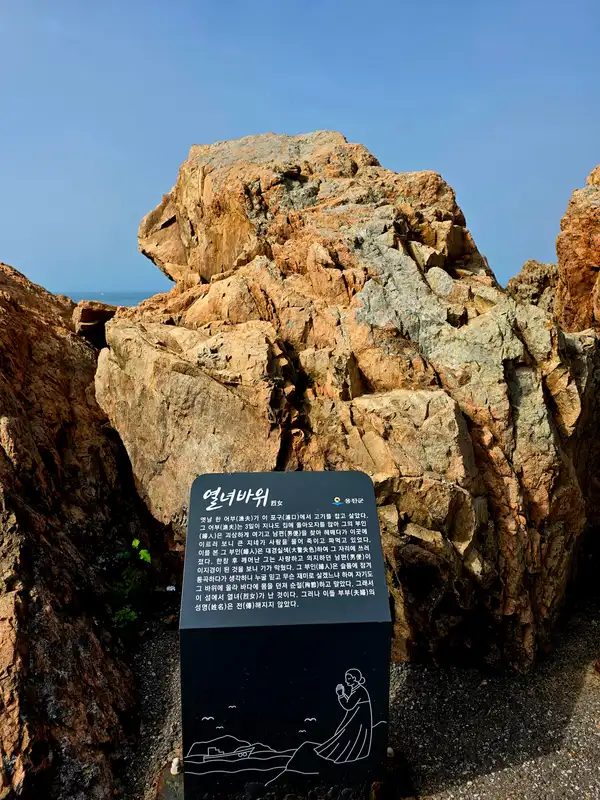 열녀바위 烈女
옹진군
옛날 한 어부(漁夫)가 이 포구(浦口)에서 고기를 잡고 살았다.
그 어부(漁夫)는 3일이 지나도 집에 돌아오지를 않아 그의 부인
(婦人)은 괴상하게 여기고 남편(男便)을 찾아 헤매다가 이곳에
이르러 보니 큰 지네가 사람을 물어 죽이고 파먹고 있었다.
이를 본 그 부인(婦人)은 대경실색(大驚失色)하여 그 자리에 쓰러
졌다. 한참 후 깨어난 그는 사랑하고 의지하던 남편(男便)이
이지경이 된 것을 보니 기가 막혔다. 그 부인(婦人)은 슬픔에 잠겨
통곡하다가 생각하니 누굴 믿고 무슨 재미로 살겠느냐 하며 자기도
그 바위에 올라 바다에 몸을 던져 순절(殉節)하고 말았다. 그래서
이 섬에서 열녀(烈女)가 난 것이다. 그러나 이들 부부(夫婦)의
성명(姓名)은 전(傳)해지지 않았다.